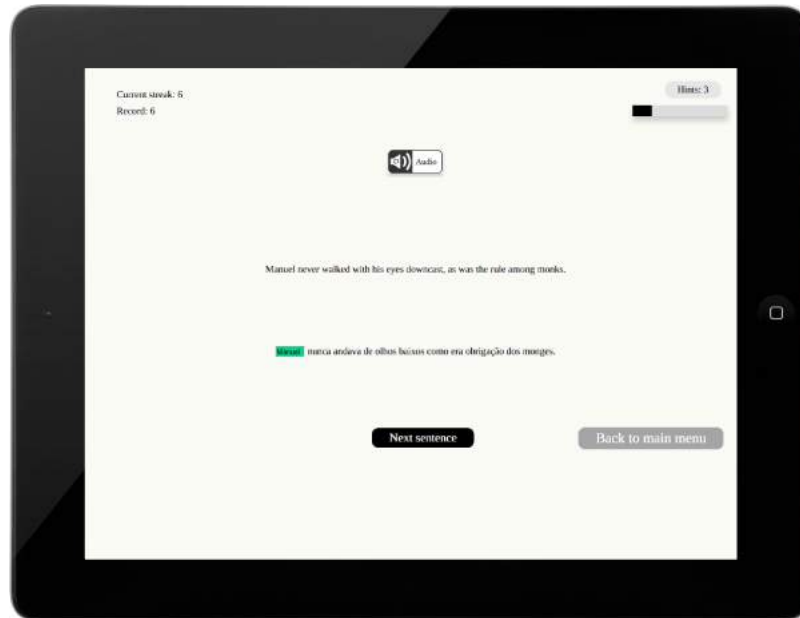 Current streak: 6
Hints: 3
Record: 6
Audio
Manuel never walked with his eyes downcast, as was the rule among monks.
Manuel nunca andava de olhos baixos como era obrigação dos monges.
Next sentence
Back to main menu